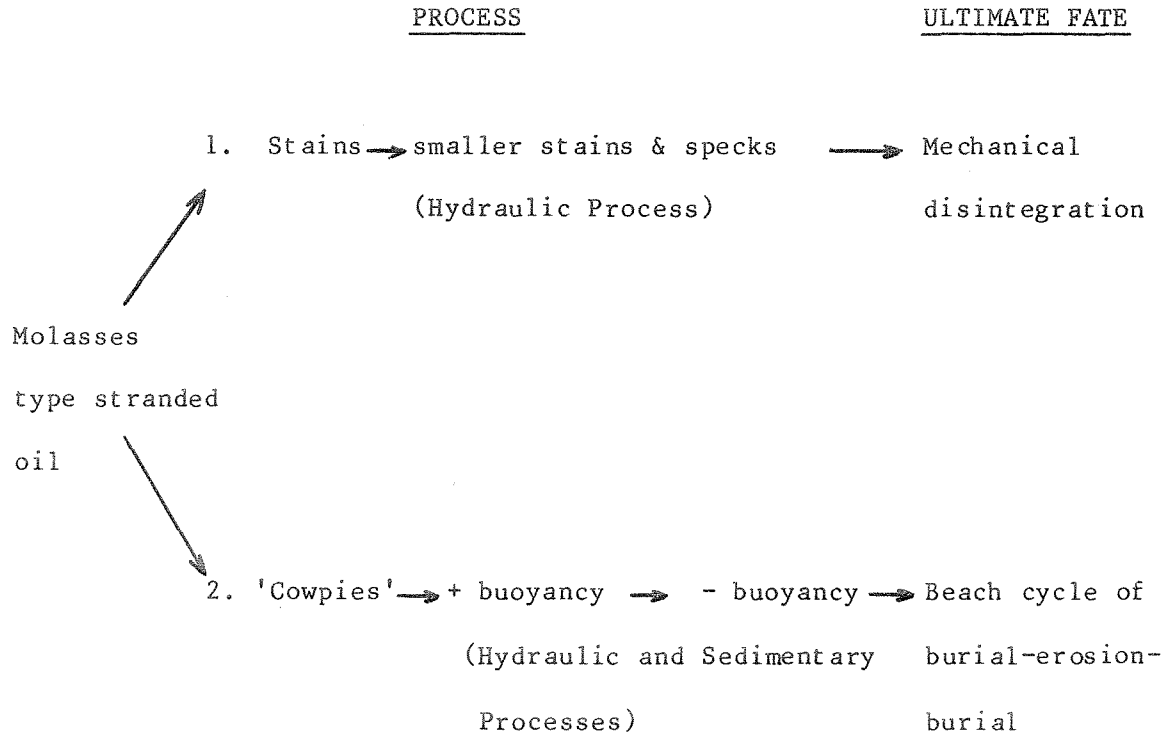 PROCESS ULTIMATE FATE
1. Stains → smaller stains & specks → Mechanical
(Hydraulic Process) disintegration
Molasses
type stranded
oil
2. 'Cowpies' → + buoyancy → - buoyancy → Beach cycle of
(Hydraulic and Sedimentary burial-erosion-
Processes) burial